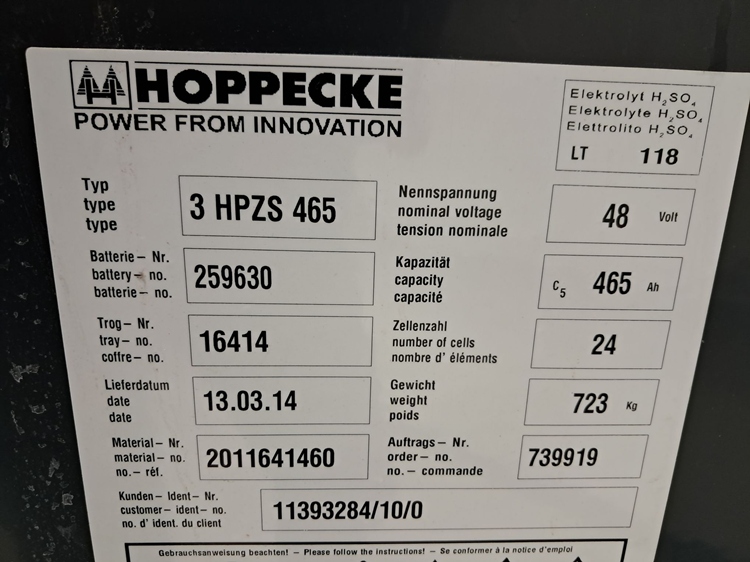 HOPPECKE
POWER FROM INNOVATION
Elektrolyt H₂SO₄
Elektrolyte H₂SO₄
Elettrolito H₂SO₄
LT 118
Typ
type
type
3 HPZS 465
Nennspannung
nominal voltage
tension nominale
48 Volt
Batterie – Nr.
battery – no.
batterie – no.
259630
Kapazität
capacity
capacité
C₅ 465 Ah
Trog – Nr.
tray – no.
coffre – no.
16414
Zellenzahl
number of cells
nombre d' éléments
24
Lieferdatum
date
date
13.03.14
Gewicht
weight
poids
723 Kg
Material – Nr.
material – no.
no. – réf.
2011641460
Auftrags – Nr.
order – no.
no. – commande
739919
Kunden – Ident – Nr.
customer – ident – no.
no. d' ident. du client
11393284/10/0
Gebrauchsanweisung beachten! – Please follow the instructions! – Se conformer à la notice d'emploi